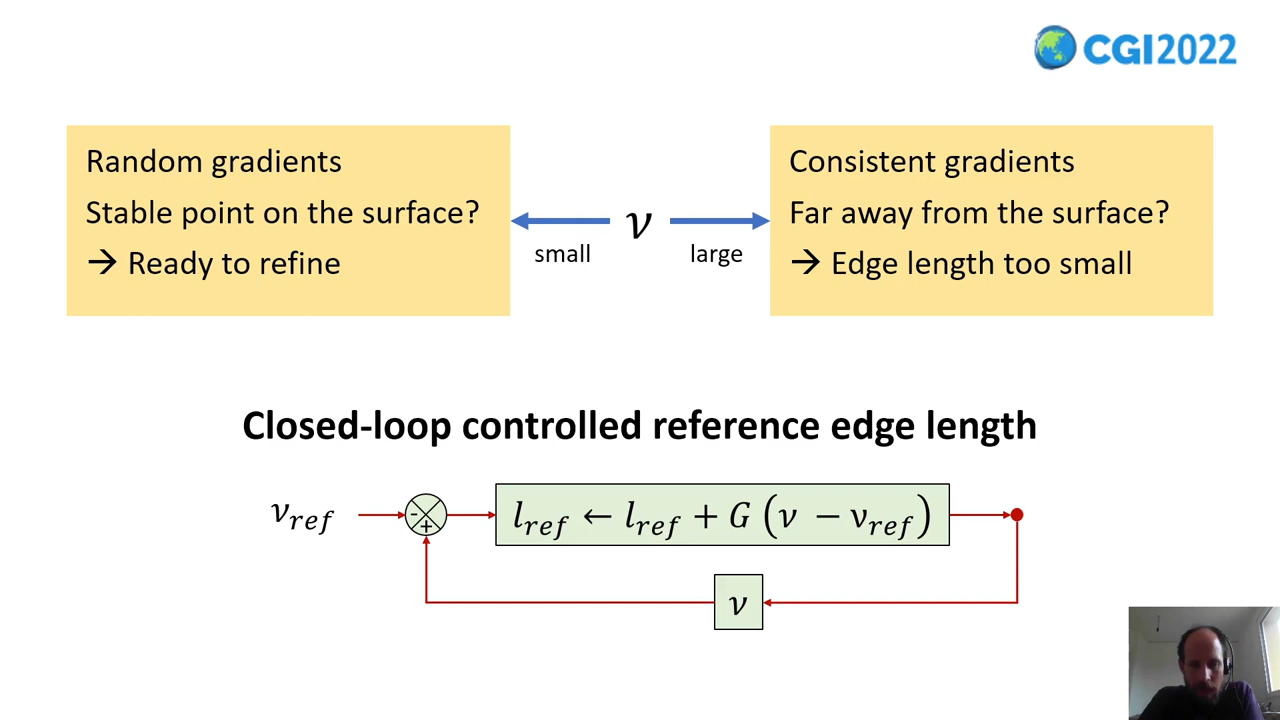 CGI2022
Random gradients
Stable point on the surface?
→ Ready to refine
small
ν
large
Consistent gradients
Far away from the surface?
→ Edge length too small
Closed-loop controlled reference edge length
ν_ref
- +
l_ref ← l_ref + G (ν − ν_ref)
ν